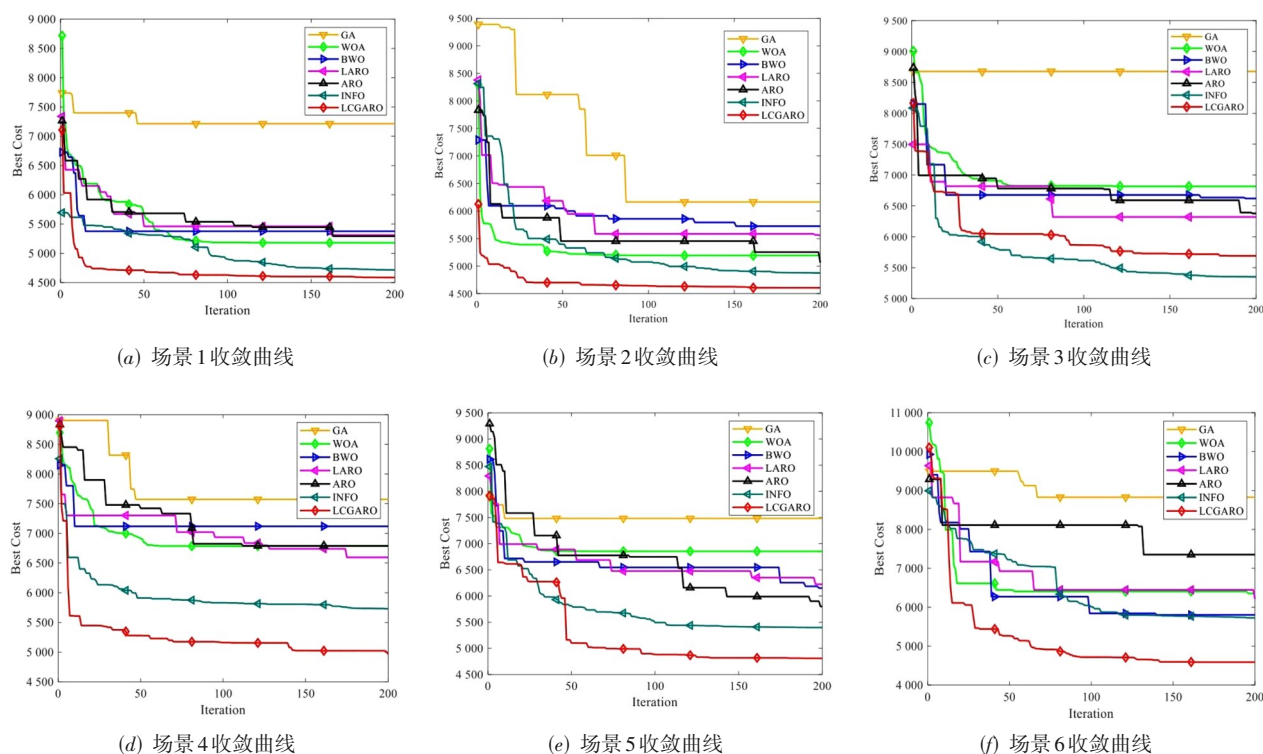 9 000
8 500
8 000
7 500
7 000
6 500
6 000
5 500
5 000
4 500
Best Cost
0
50
100
150
200
Iteration
GA
WOA
BWO
LARO
ARO
INFO
LCGARO
(a) 场景1收敛曲线
9 500
9 000
8 500
8 000
7 500
7 000
6 500
6 000
5 500
5 000
4 500
Best Cost
0
50
100
150
200
Iteration
GA
WOA
BWO
LARO
ARO
INFO
LCGARO
(b) 场景2收敛曲线
9 000
8 500
8 000
7 500
7 000
6 500
6 000
5 500
5 000
Best Cost
0
50
100
150
200
Iteration
GA
WOA
BWO
LARO
ARO
INFO
LCGARO
(c) 场景3收敛曲线
9 000
8 500
8 000
7 500
7 000
6 500
6 000
5 500
5 000
4 500
Best Cost
0
50
100
150
200
Iteration
GA
WOA
BWO
LARO
ARO
INFO
LCGARO
(d) 场景4收敛曲线
9 500
9 000
8 500
8 000
7 500
7 000
6 500
6 000
5 500
5 000
4 500
Best Cost
0
50
100
150
200
Iteration
GA
WOA
BWO
LARO
ARO
INFO
LCGARO
(e) 场景5收敛曲线
11 000
10 000
9 000
8 000
7 000
6 000
5 000
4 000
Best Cost
0
50
100
150
200
Iteration
GA
WOA
BWO
LARO
ARO
INFO
LCGARO
(f) 场景6收敛曲线